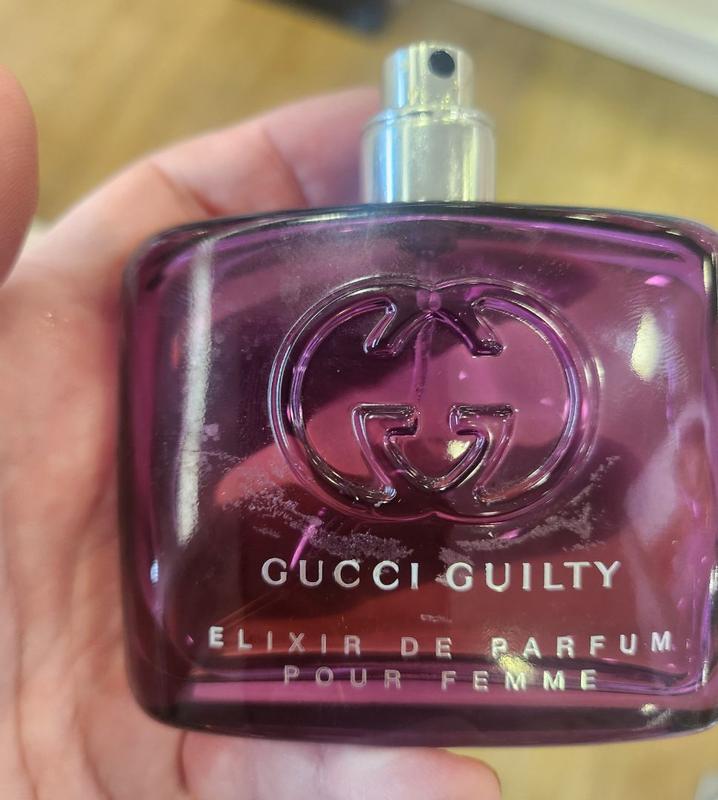 GUCCI GUILTY
ELIXIR DE PARFUM
POUR FEMME